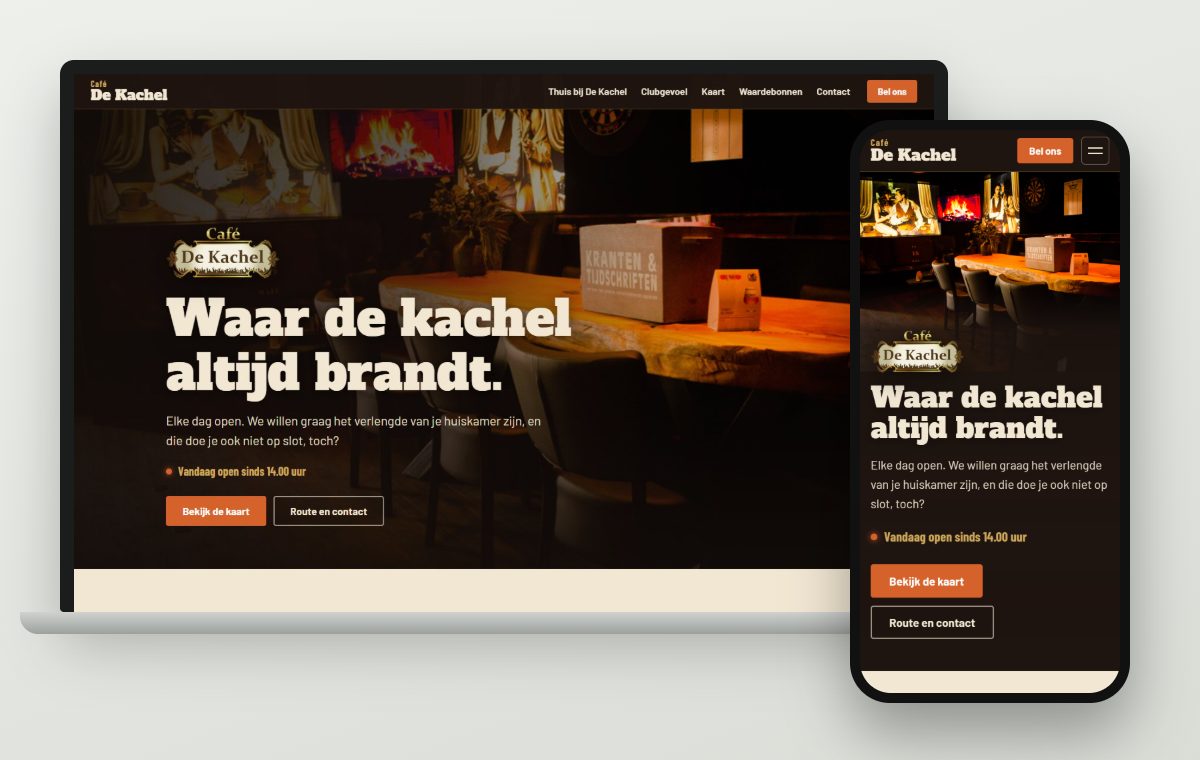 Café
De Kachel
Thuis bij De Kachel
Clubgevoel
Kaart
Waardebonnen
Contact
Bel ons
KRANTEN &
TIJDSCHRIFTEN
Café
De Kachel
Waar de kachel
altijd brandt.
Elke dag open. We willen graag het verlengde van je huiskamer zijn, en
die doe je ook niet op slot, toch?
Vandaag open sinds 14.00 uur
Bekijk de kaart
Route en contact
Café
De Kachel
Bel ons
KRANTEN &
TIJDSCHRIFTEN
Café
De Kachel
Waar de kachel
altijd brandt.
Elke dag open. We willen graag het verlengde
van je huiskamer zijn, en die doe je ook niet op
slot, toch?
Vandaag open sinds 14.00 uur
Bekijk de kaart
Route en contact